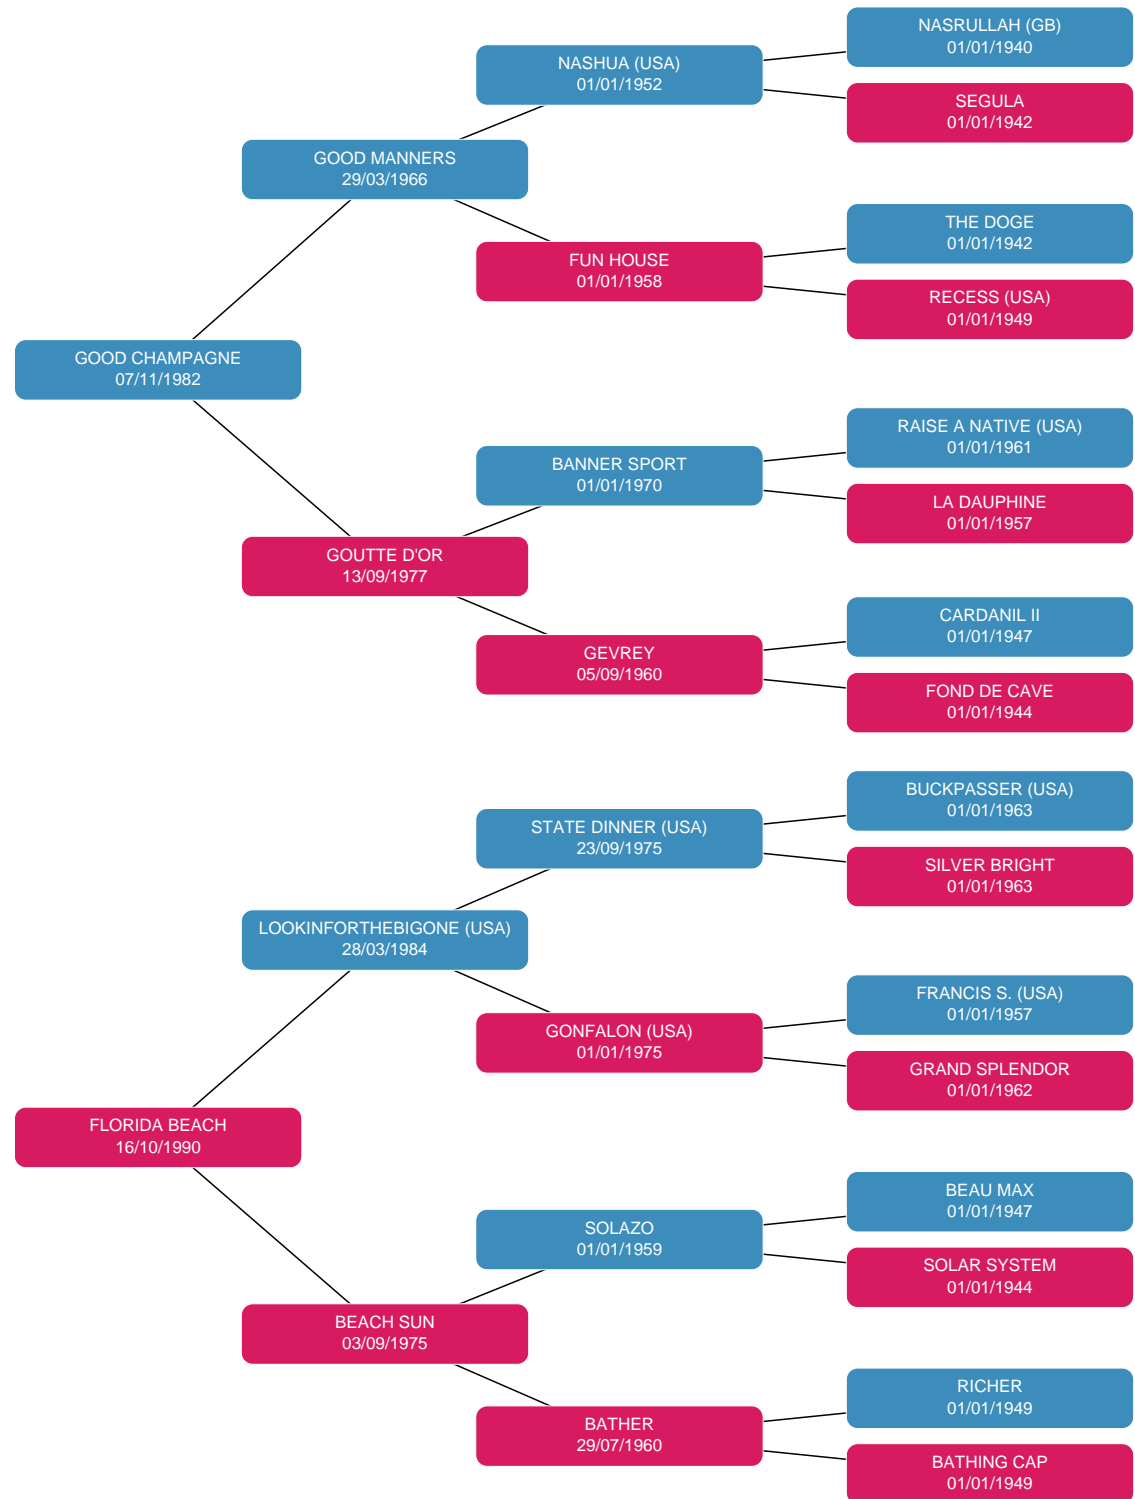 NASRULLAH (GB)
01/01/1940
NASHUA (USA)
01/01/1952
SEGULA
01/01/1942
GOOD MANNERS
29/03/1966
THE DOGE
01/01/1942
FUN HOUSE
01/01/1958
RECESS (USA)
01/01/1949
GOOD CHAMPAGNE
07/11/1982
RAISE A NATIVE (USA)
01/01/1961
BANNER SPORT
01/01/1970
LA DAUPHINE
01/01/1957
GOUTTE D'OR
13/09/1977
CARDANIL II
01/01/1947
GEVREY
05/09/1960
FOND DE CAVE
01/01/1944
BUCKPASSER (USA)
01/01/1963
STATE DINNER (USA)
23/09/1975
SILVER BRIGHT
01/01/1963
LOOKINFORTHEBIGONE (USA)
28/03/1984
FRANCIS S. (USA)
01/01/1957
GONFALON (USA)
01/01/1975
GRAND SPLENDOR
01/01/1962
FLORIDA BEACH
16/10/1990
BEAU MAX
01/01/1947
SOLAZO
01/01/1959
SOLAR SYSTEM
01/01/1944
BEACH SUN
03/09/1975
RICHER
01/01/1949
BATHER
29/07/1960
BATHING CAP
01/01/1949